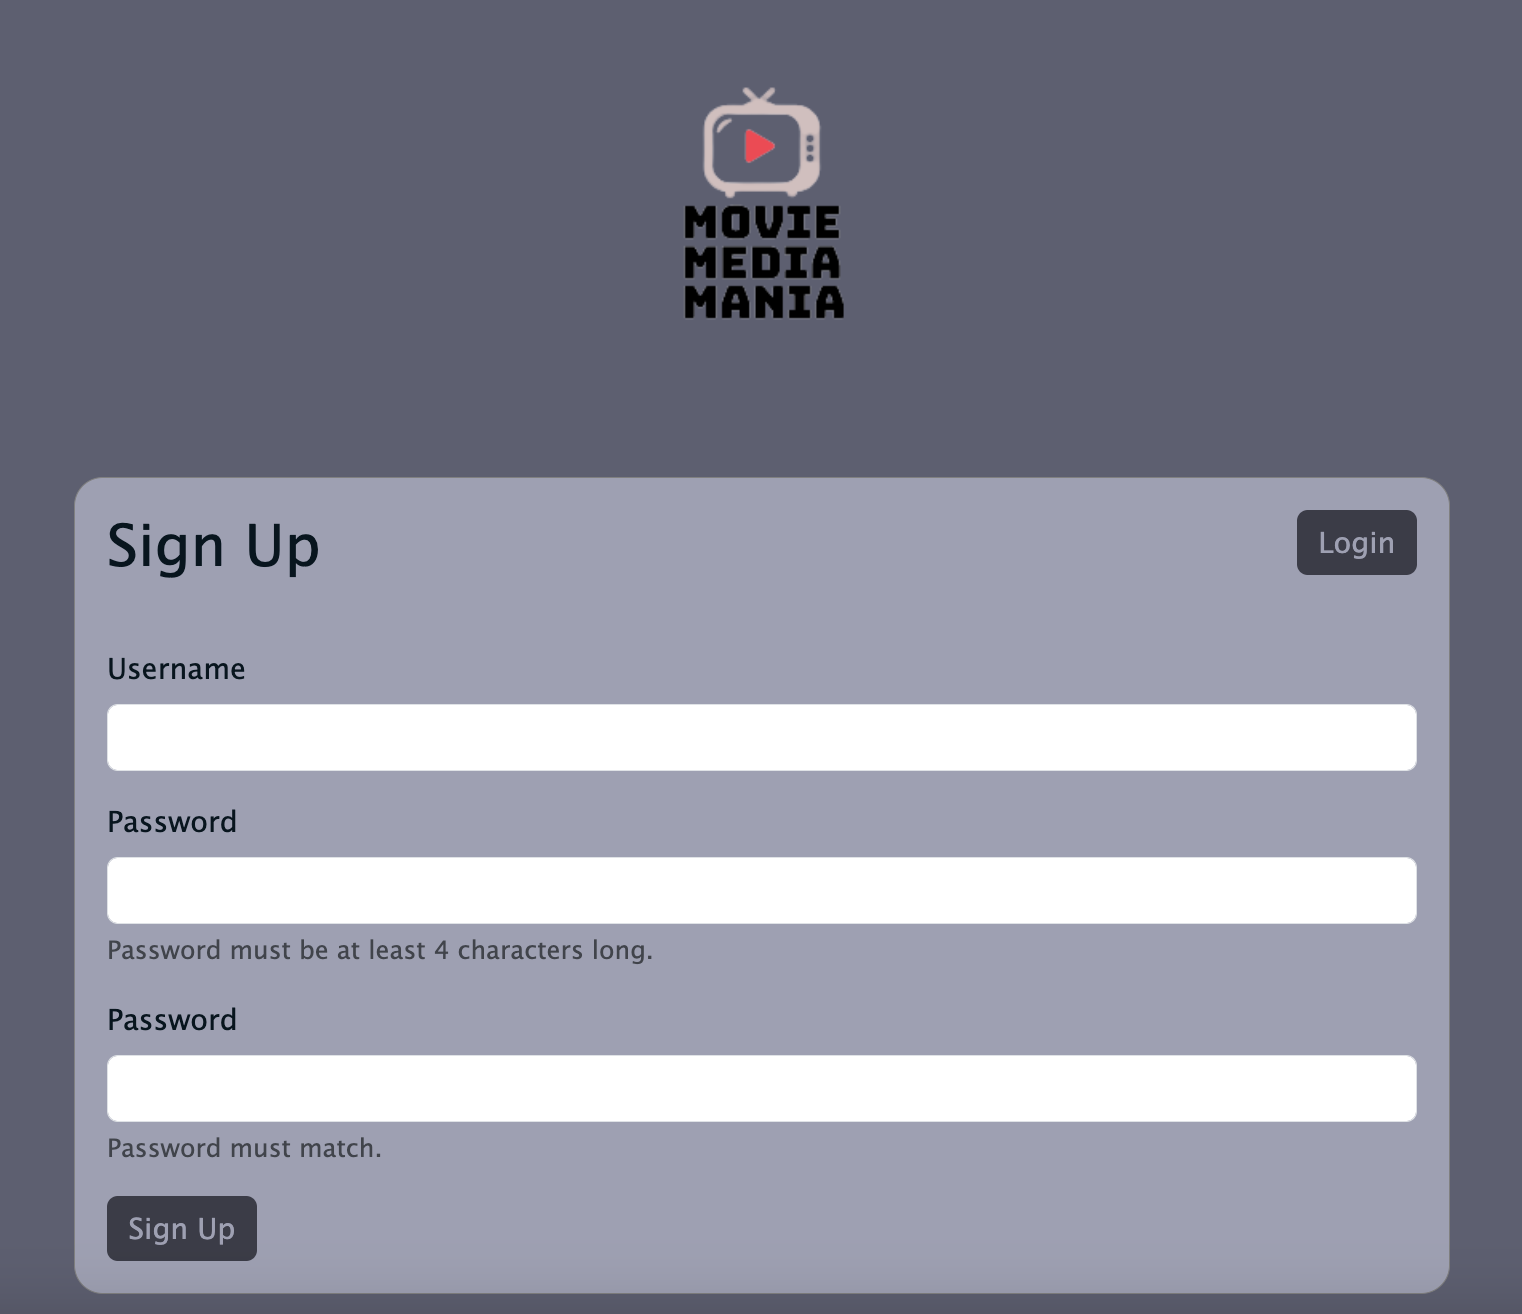 MOVIE
MEDIA
MANIA
Sign Up
Login
Username
Password
Password must be at least 4 characters long.
Password
Password must match.
Sign Up